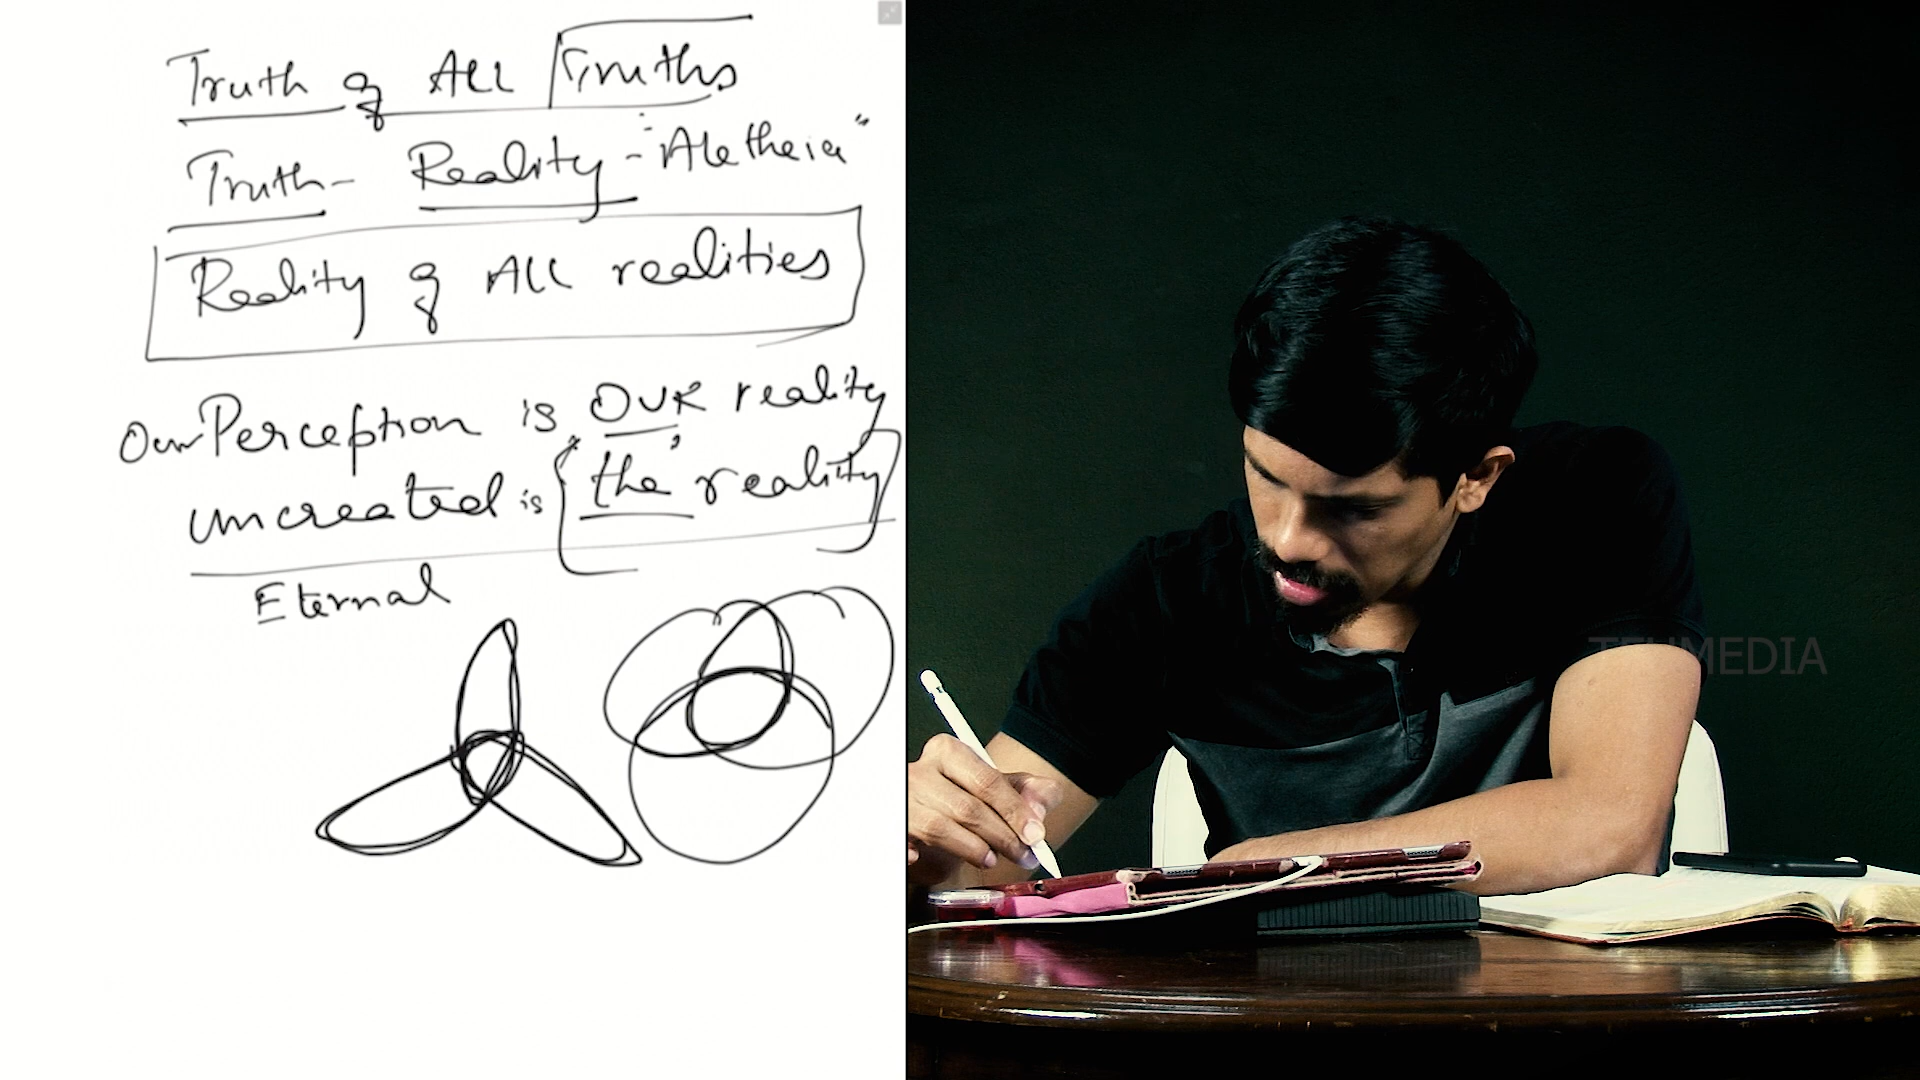 Truth of ALL Truths
Truth - Reality - "Aletheia"
Reality of ALL realities
Our Perception is OUR reality
uncreated is "the" reality
Eternal